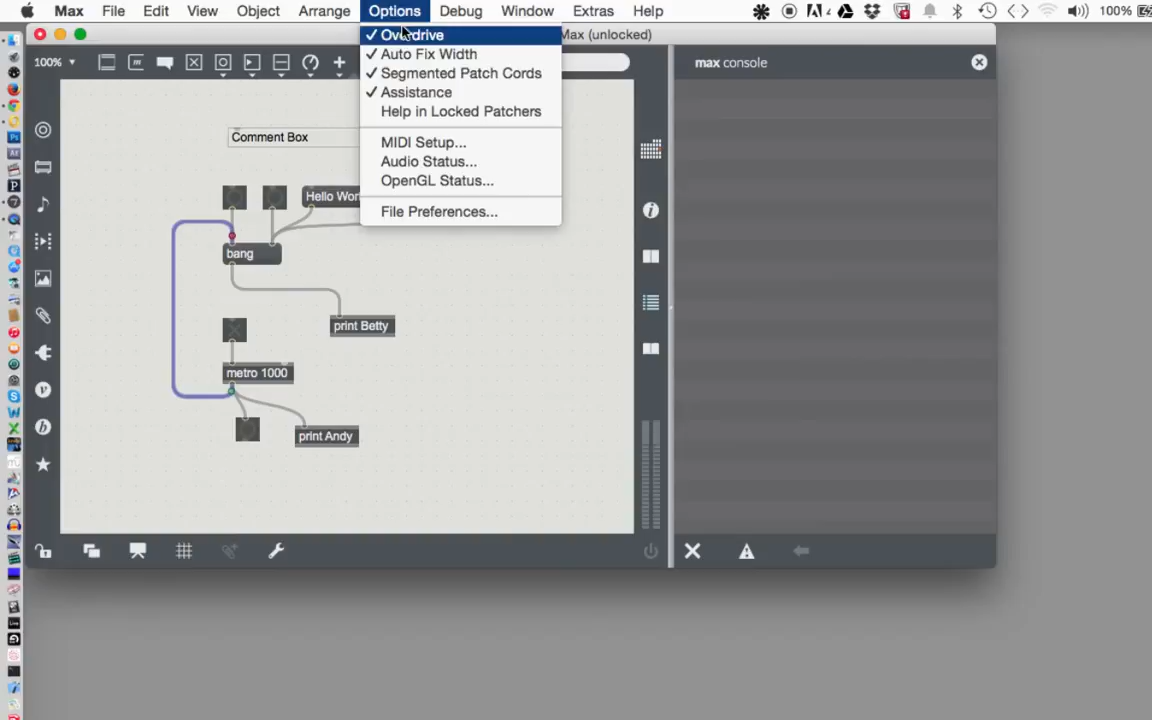 Max File Edit View Object Arrange Options Debug Window Extras Help 100%
Max (unlocked)
✓ Overdrive
✓ Auto Fix Width
✓ Segmented Patch Cords
✓ Assistance
Help in Locked Patchers
MIDI Setup...
Audio Status...
OpenGL Status...
File Preferences...
100%
max console
Comment Box
Hello Wor
bang
print Betty
metro 1000
print Andy